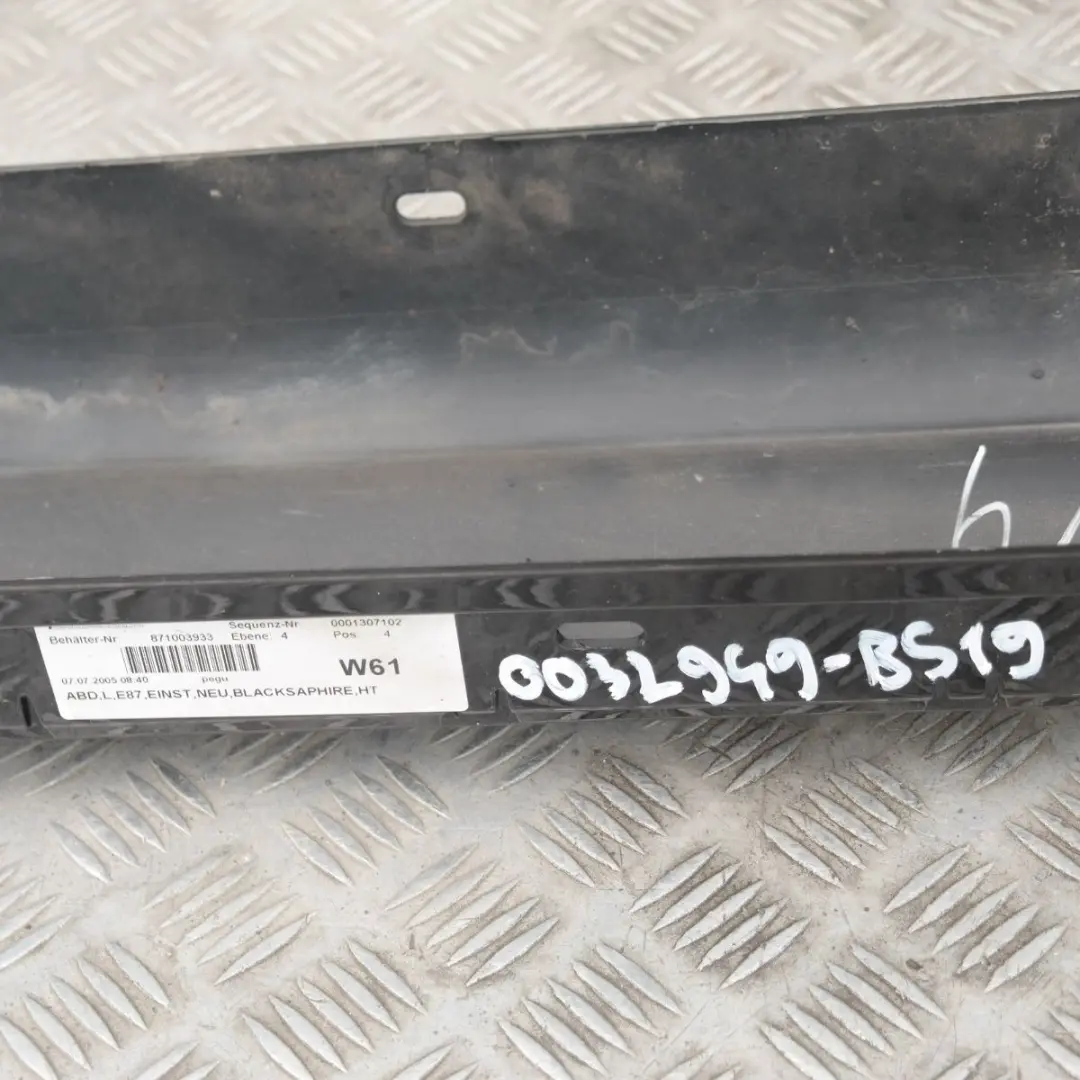 Sequenz-Nr 0001307102
Behälter-Nr 871003933 Ebene: 4 Pos. 4
07.07.2005 08:40 pegu W61
ABD,L,E87,EINST,NEU,BLACKSAPHIRE,HT
0032949-BS19